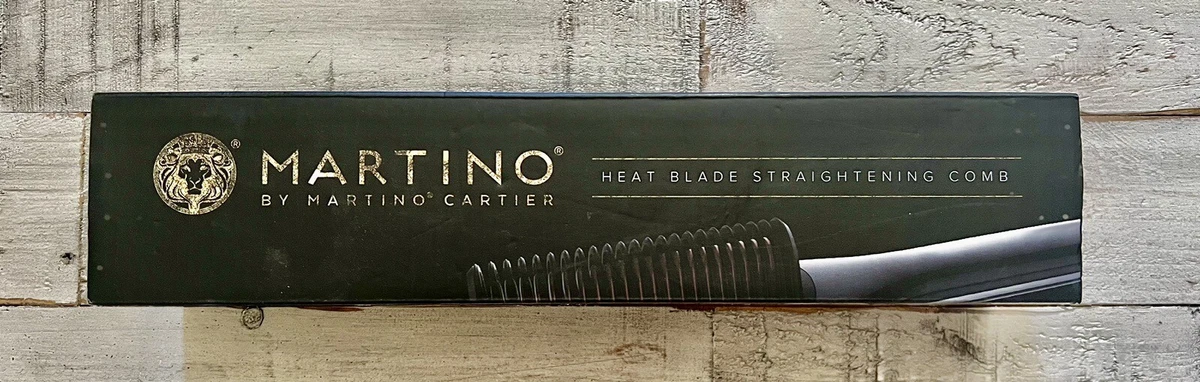 MARTINO®
BY MARTINO® CARTIER
HEAT BLADE STRAIGHTENING COMB